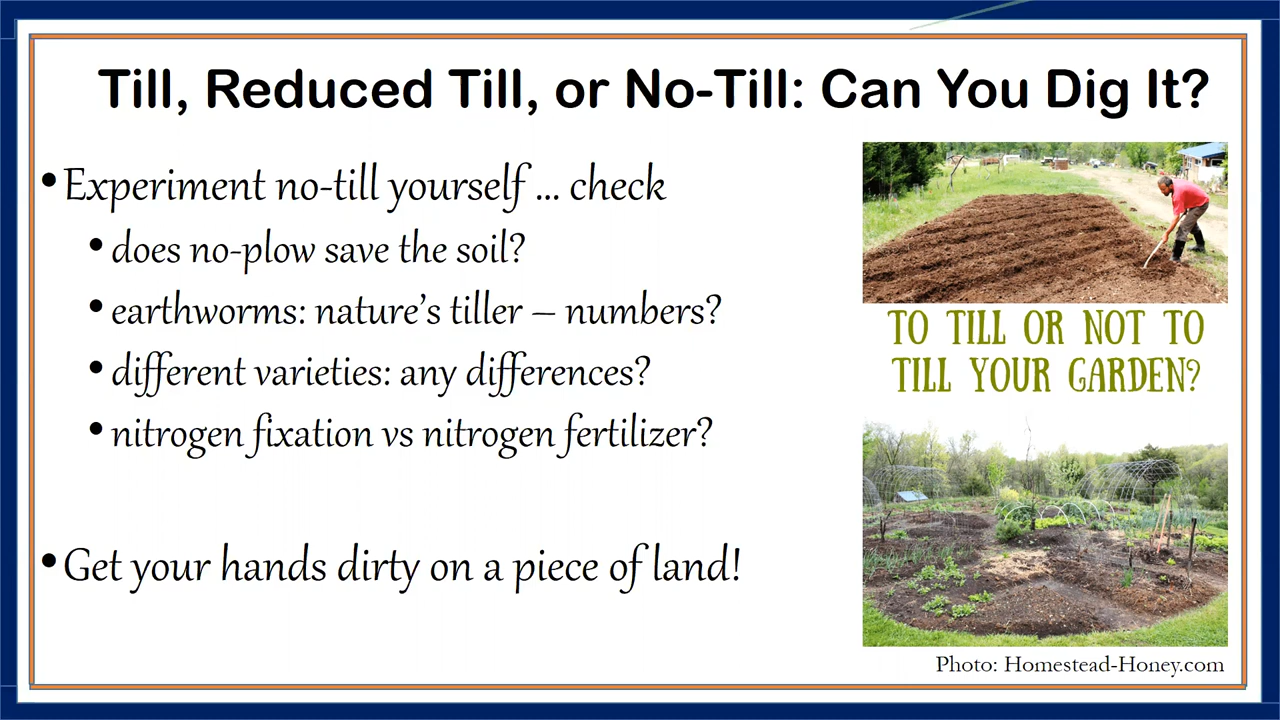 Till, Reduced Till, or No-Till: Can You Dig It?
•Experiment no-till yourself ... check
•does no-plow save the soil?
•earthworms: nature’s tiller – numbers?
•different varieties: any differences?
•nitrogen fixation vs nitrogen fertilizer?
•Get your hands dirty on a piece of land!
TO TILL OR NOT TO
TILL YOUR GARDEN?
Photo: Homestead-Honey.com